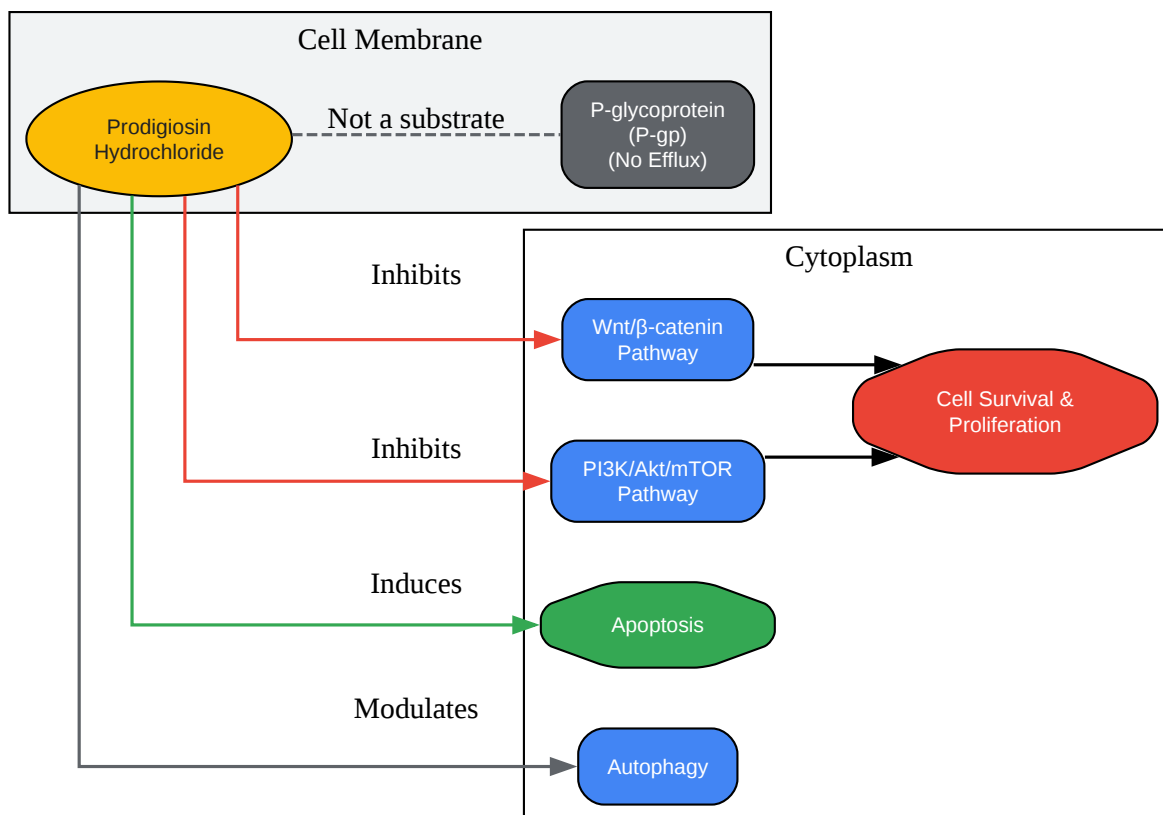 Cell Membrane
Prodigiosin
Hydrochloride
Not a substrate
P-glycoprotein
(P-gp)
(No Efflux)
Cytoplasm
Inhibits
Wnt/β-catenin
Pathway
Cell Survival &
Proliferation
Inhibits
PI3K/Akt/mTOR
Pathway
Induces
Apoptosis
Modulates
Autophagy